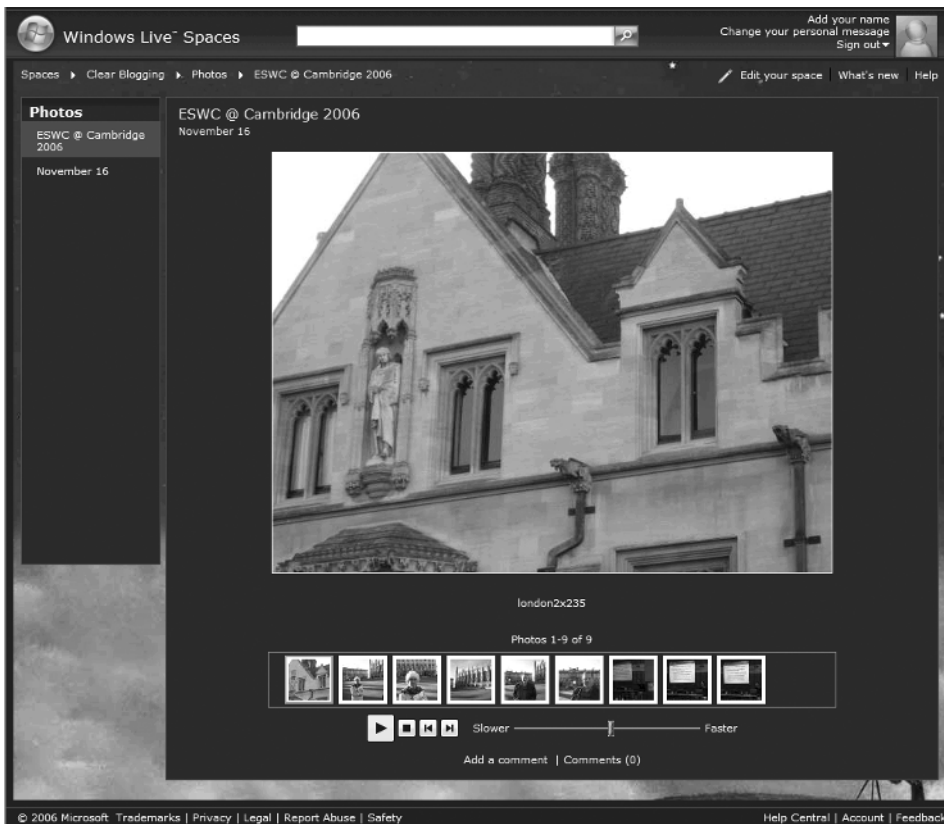 Windows Live™ Spaces
Add your name
Change your personal message
Sign out
Spaces ▸ Clear Blogging ▸ Photos ▸ ESWC @ Cambridge 2006
Edit your space
What's new
Help
Photos
ESWC @ Cambridge
2006
November 16
ESWC @ Cambridge 2006
November 16
london2x235
Photos 1-9 of 9
Slower
Faster
Add a comment | Comments (0)
© 2006 Microsoft Trademarks | Privacy | Legal | Report Abuse | Safety
Help Central | Account | Feedback